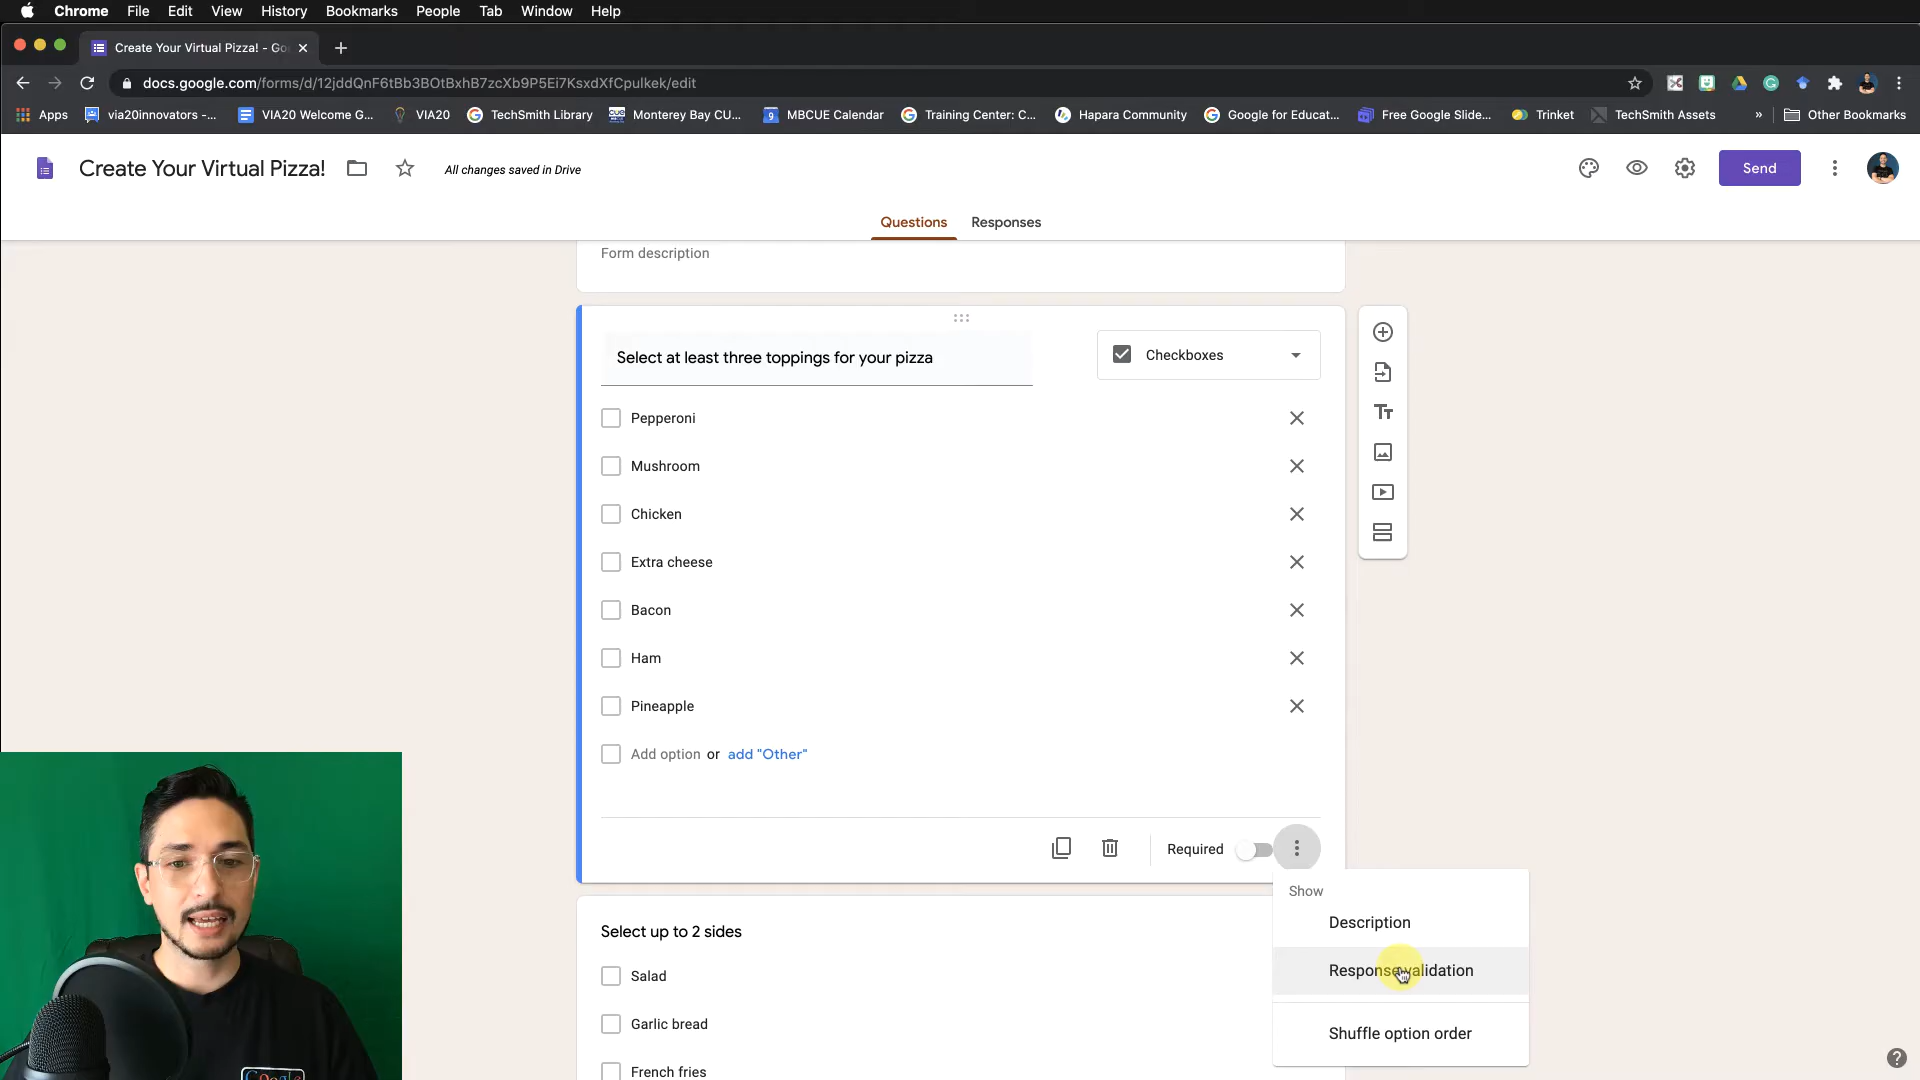 Chrome File Edit View History Bookmarks People Tab Window Help
Create Your Virtual Pizza! - Go
docs.google.com/forms/d/12jddQnF6tBb3BOtBxhB7zcXb9P5Ei7KsxdXfCpulkek/edit
Apps via20innovators -... VIA20 Welcome G... VIA20 TechSmith Library Monterey Bay CU... 9 MBCUE Calendar Training Center: C... Hapara Community Google for Educat... Free Google Slide... Trinket TechSmith Assets » Other Bookmarks
Create Your Virtual Pizza! All changes saved in Drive Send
Questions Responses
Form description
Select at least three toppings for your pizza Checkboxes
Pepperoni
Mushroom
Chicken
Extra cheese
Bacon
Ham
Pineapple
Add option or add "Other"
Required
Show
Description
Response validation
Shuffle option order
Select up to 2 sides
Salad
Garlic bread
French fries
Google